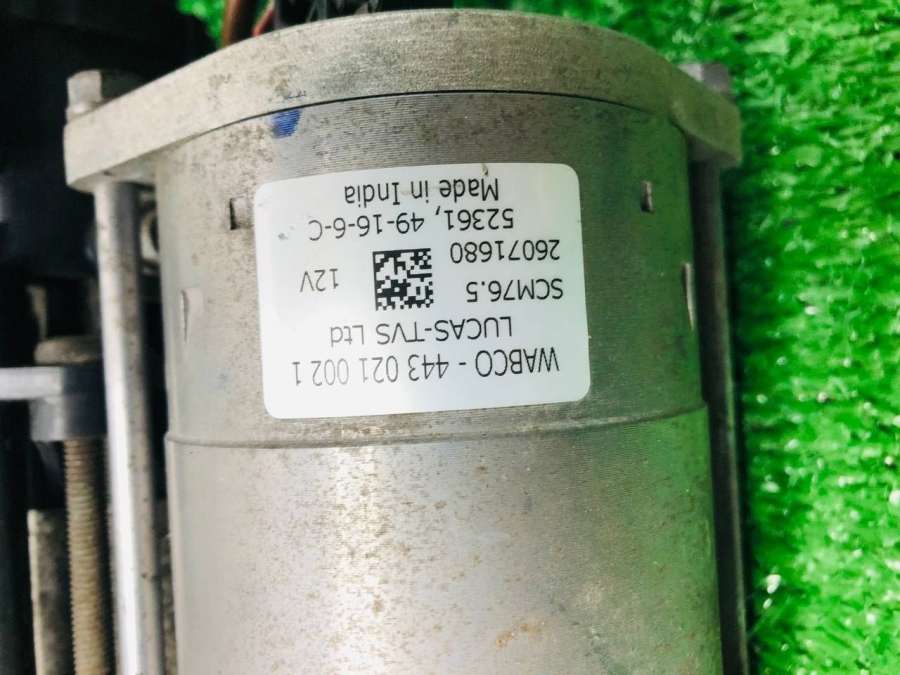 WABCO - 443 021 002 1
LUCAS-TVS Ltd
SCM76.5 12V
26071680
52361, 49-16-6-C
Made in India